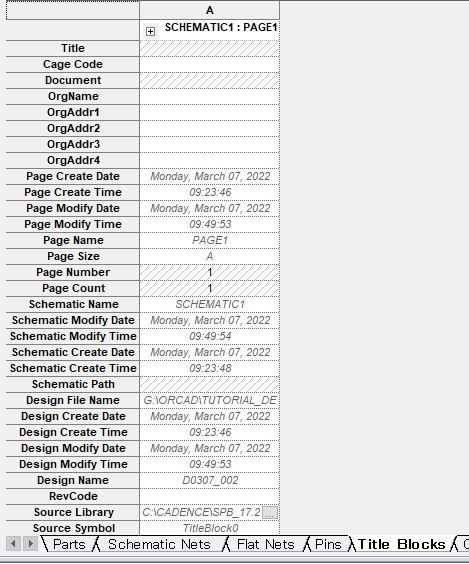 A
SCHEMATIC1 : PAGE1
Title
Cage Code
Document
OrgName
OrgAddr1
OrgAddr2
OrgAddr3
OrgAddr4
Page Create Date Monday, March 07, 2022
Page Create Time 09:23:46
Page Modify Date Monday, March 07, 2022
Page Modify Time 09:49:53
Page Name PAGE1
Page Size A
Page Number 1
Page Count 1
Schematic Name SCHEMATIC1
Schematic Modify Date Monday, March 07, 2022
Schematic Modify Time 09:49:54
Schematic Create Date Monday, March 07, 2022
Schematic Create Time 09:23:48
Schematic Path
Design File Name G:\ORCAD\TUTORIAL_DE
Design Create Date Monday, March 07, 2022
Design Create Time 09:23:46
Design Modify Date Monday, March 07, 2022
Design Modify Time 09:49:53
Design Name D0307_002
RevCode
Source Library C:\CADENCE\SPB_17.2 ...
Source Symbol TitleBlock0
Parts Schematic Nets Flat Nets Pins Title Blocks